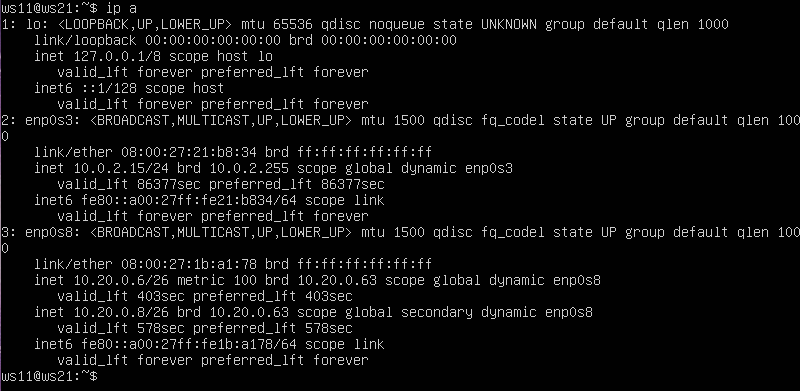 ws11@ws21:~$ ip a
1: lo: <LOOPBACK,UP,LOWER_UP> mtu 65536 qdisc noqueue state UNKNOWN group default qlen 1000
    link/loopback 00:00:00:00:00:00 brd 00:00:00:00:00:00
    inet 127.0.0.1/8 scope host lo
       valid_lft forever preferred_lft forever
    inet6 ::1/128 scope host
       valid_lft forever preferred_lft forever
2: enp0s3: <BROADCAST,MULTICAST,UP,LOWER_UP> mtu 1500 qdisc fq_codel state UP group default qlen 100
0
    link/ether 08:00:27:21:b8:34 brd ff:ff:ff:ff:ff:ff
    inet 10.0.2.15/24 brd 10.0.2.255 scope global dynamic enp0s3
       valid_lft 86377sec preferred_lft 86377sec
    inet6 fe80::a00:27ff:fe21:b834/64 scope link
       valid_lft forever preferred_lft forever
3: enp0s8: <BROADCAST,MULTICAST,UP,LOWER_UP> mtu 1500 qdisc fq_codel state UP group default qlen 100
0
    link/ether 08:00:27:1b:a1:78 brd ff:ff:ff:ff:ff:ff
    inet 10.20.0.6/26 metric 100 brd 10.20.0.63 scope global dynamic enp0s8
       valid_lft 403sec preferred_lft 403sec
    inet 10.20.0.8/26 brd 10.20.0.63 scope global secondary dynamic enp0s8
       valid_lft 578sec preferred_lft 578sec
    inet6 fe80::a00:27ff:fe1b:a178/64 scope link
       valid_lft forever preferred_lft forever
ws11@ws21:~$